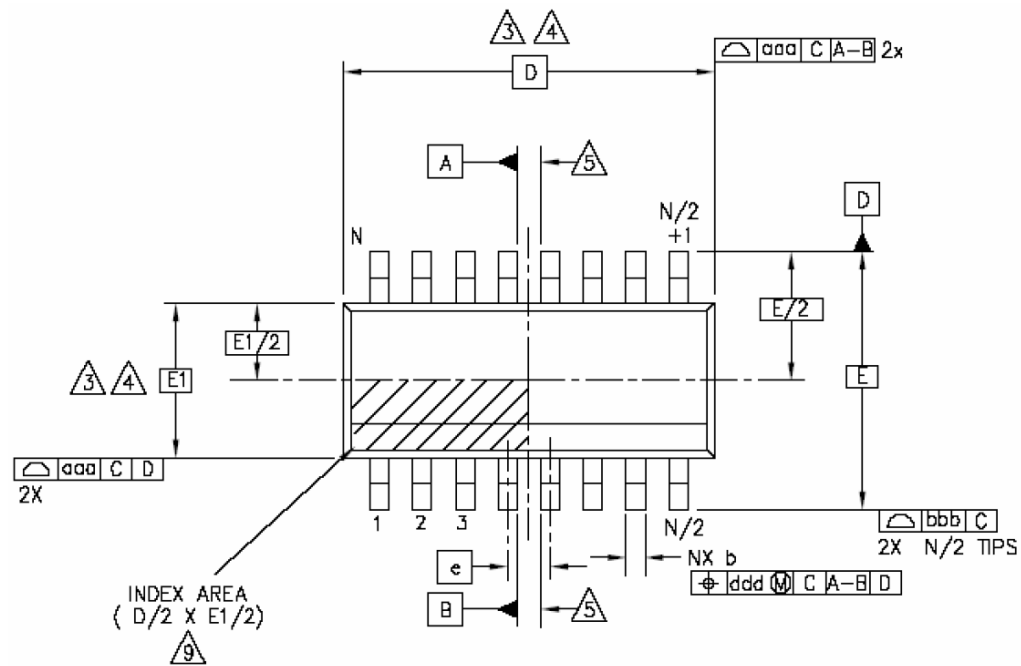 3 4
D
aaa C A-B 2x
A
5
D
N
N/2
+1
E/2
E1/2
3 4
E1
E
aaa C D
2X
1 2 3
N/2
bbb C
2X N/2 TIPS
e
NX b
ddd M C A-B D
INDEX AREA
( D/2 X E1/2)
9
B
5